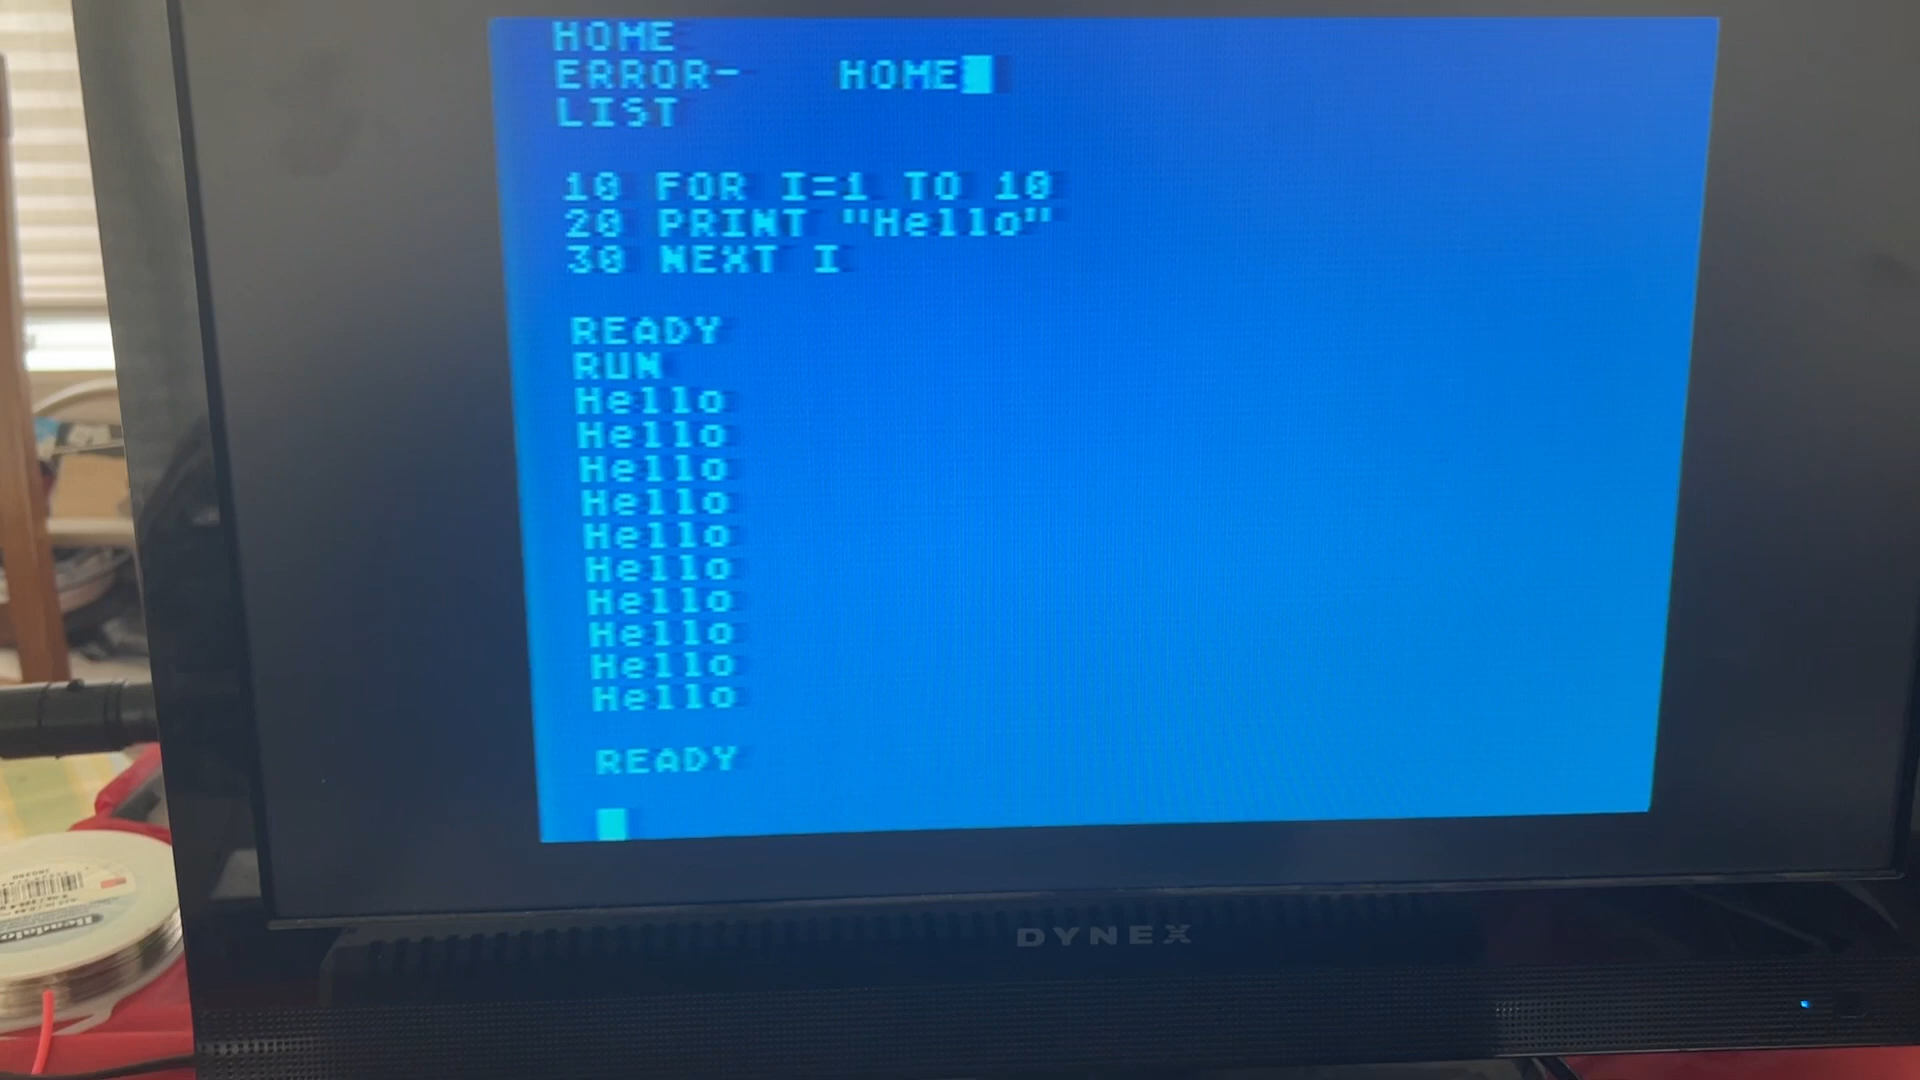 HOME
ERROR-    HOME
LIST
10 FOR I=1 TO 10
20 PRINT "Hello"
30 NEXT I
READY
RUN
Hello
Hello
Hello
Hello
Hello
Hello
Hello
Hello
Hello
Hello
READY
DYNEX